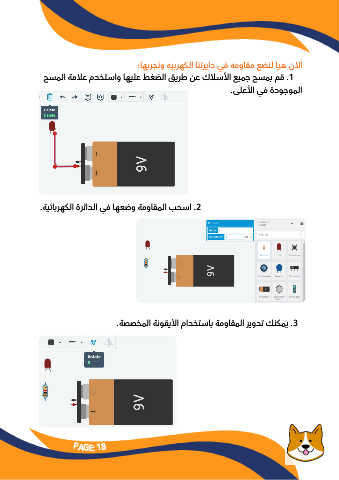 الآن هيا لنضع مقاومه في دايرتنا الكهربيه ونجربها:
1. قم بمسح جميع الأسلاك عن طريق الضغط عليها واستخدم علامة المسح
الموجودة في الأعلى.
9V
2. اسحب المقاومة وضعها في الدائرة الكهربائية.
9V
3. يمكنك تدوير المقاومة باستخدام الأيقونة المخصصة.
Rotate
9V
PAGE 18